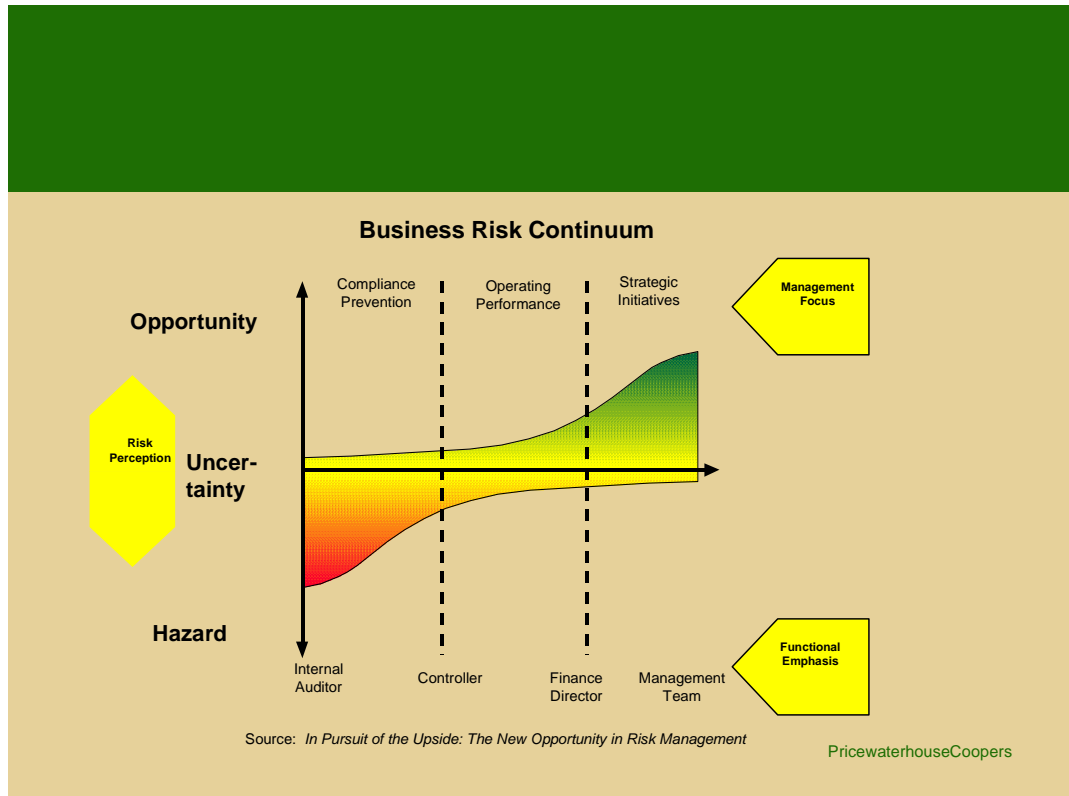 Business Risk Continuum
Compliance
Prevention
Operating
Performance
Strategic
Initiatives
Management
Focus
Opportunity
Risk
Perception
Uncer-
tainty
Hazard
Functional
Emphasis
Internal
Auditor
Controller
Finance
Director
Management
Team
Source: In Pursuit of the Upside: The New Opportunity in Risk Management
PricewaterhouseCoopers